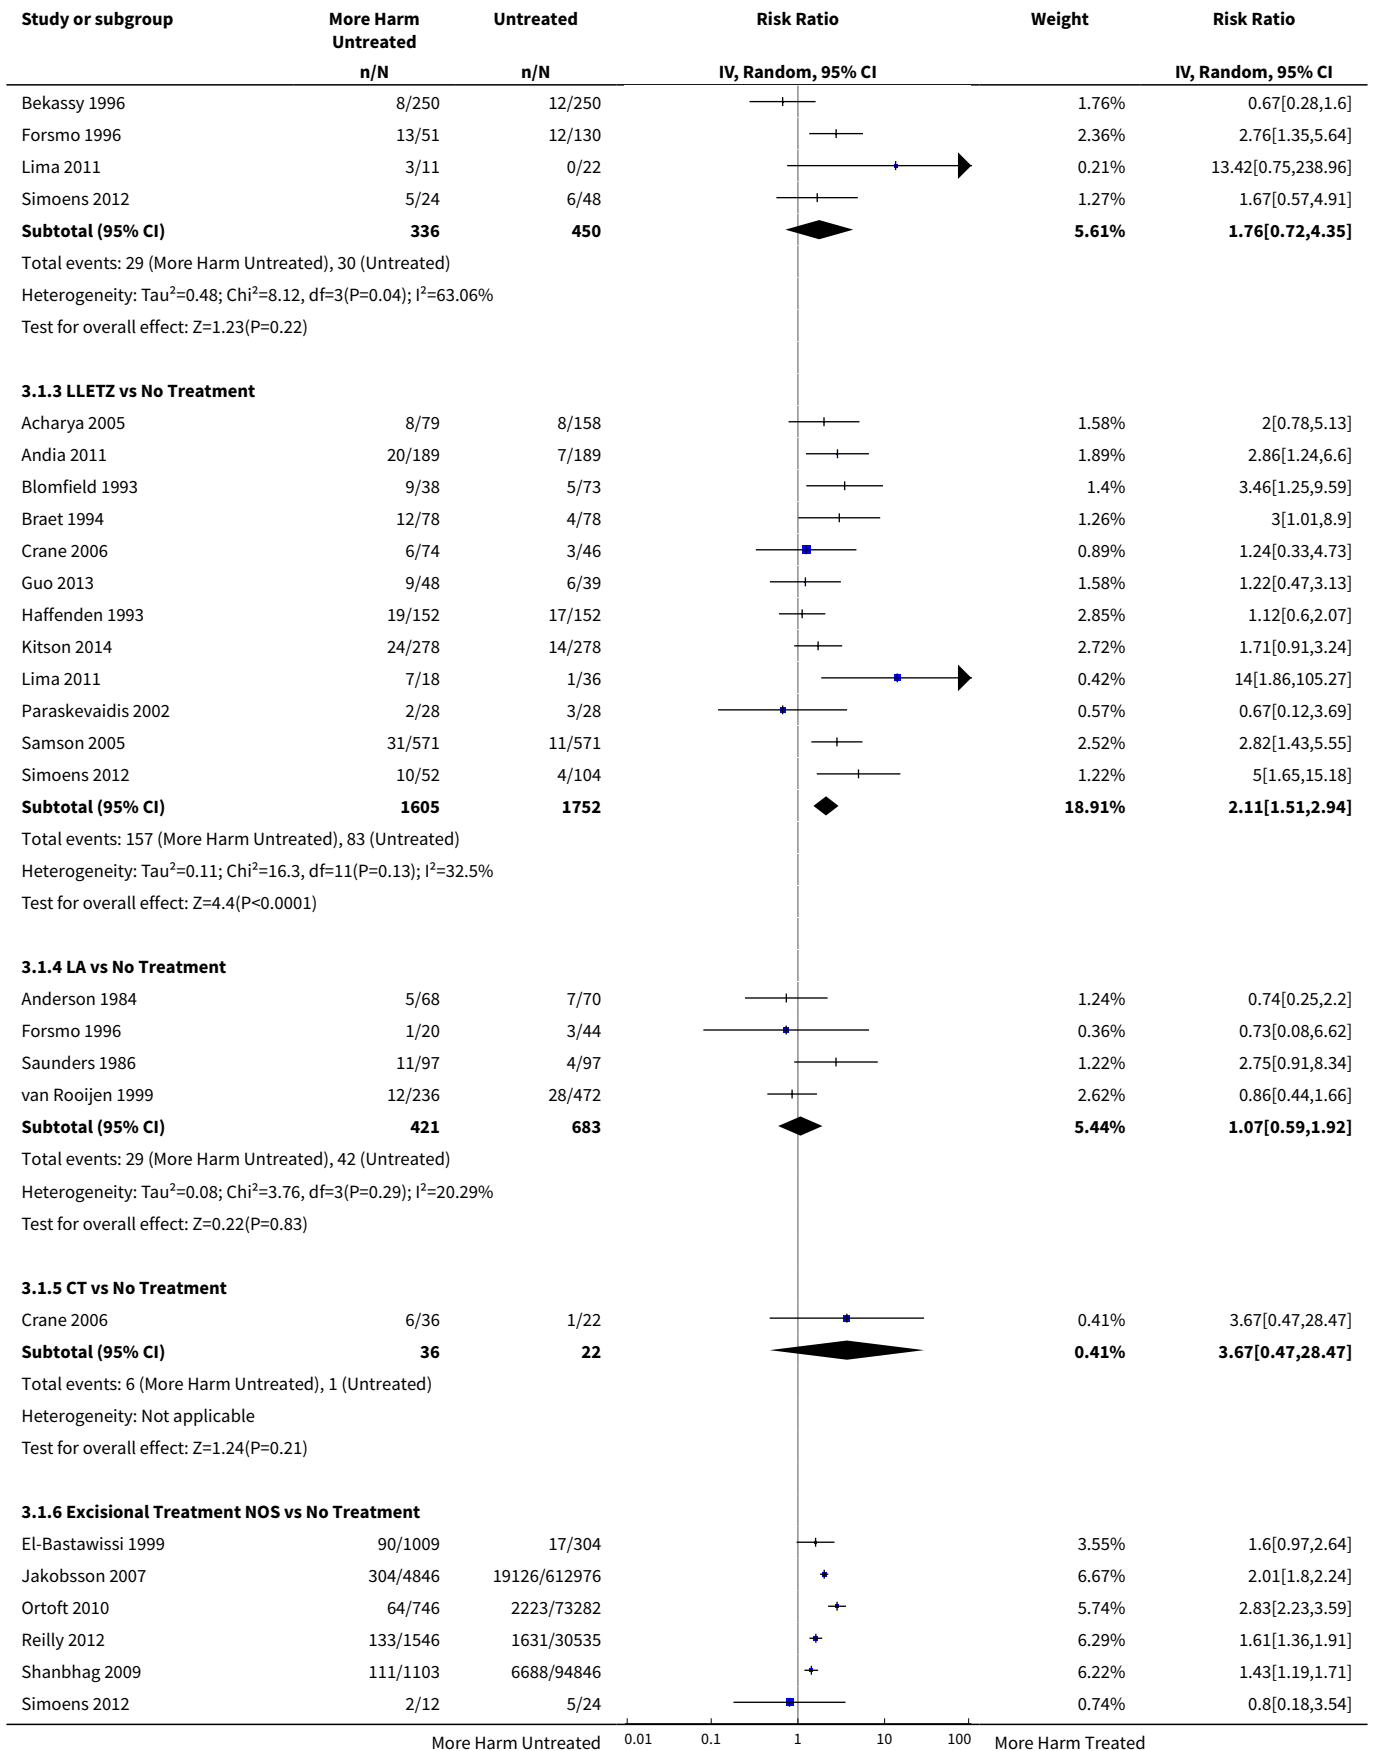 Study or subgroup More Harm Untreated Untreated Risk Ratio Weight Risk Ratio
n/N n/N IV, Random, 95% CI IV, Random, 95% CI
Bekassy 1996 8/250 12/250 1.76% 0.67[0.28,1.6]
Forsmo 1996 13/51 12/130 2.36% 2.76[1.35,5.64]
Lima 2011 3/11 0/22 0.21% 13.42[0.75,238.96]
Simoens 2012 5/24 6/48 1.27% 1.67[0.57,4.91]
Subtotal (95% CI) 336 450 5.61% 1.76[0.72,4.35]
Total events: 29 (More Harm Untreated), 30 (Untreated)
Heterogeneity: Tau²=0.48; Chi²=8.12, df=3(P=0.04); I²=63.06%
Test for overall effect: Z=1.23(P=0.22)
3.1.3 LLETZ vs No Treatment
Acharya 2005 8/79 8/158 1.58% 2[0.78,5.13]
Andia 2011 20/189 7/189 1.89% 2.86[1.24,6.6]
Blomfield 1993 9/38 5/73 1.4% 3.46[1.25,9.59]
Braet 1994 12/78 4/78 1.26% 3[1.01,8.9]
Crane 2006 6/74 3/46 0.89% 1.24[0.33,4.73]
Guo 2013 9/48 6/39 1.58% 1.22[0.47,3.13]
Haffenden 1993 19/152 17/152 2.85% 1.12[0.6,2.07]
Kitson 2014 24/278 14/278 2.72% 1.71[0.91,3.24]
Lima 2011 7/18 1/36 0.42% 14[1.86,105.27]
Paraskevaidis 2002 2/28 3/28 0.57% 0.67[0.12,3.69]
Samson 2005 31/571 11/571 2.52% 2.82[1.43,5.55]
Simoens 2012 10/52 4/104 1.22% 5[1.65,15.18]
Subtotal (95% CI) 1605 1752 18.91% 2.11[1.51,2.94]
Total events: 157 (More Harm Untreated), 83 (Untreated)
Heterogeneity: Tau²=0.11; Chi²=16.3, df=11(P=0.13); I²=32.5%
Test for overall effect: Z=4.4(P<0.0001)
3.1.4 LA vs No Treatment
Anderson 1984 5/68 7/70 1.24% 0.74[0.25,2.2]
Forsmo 1996 1/20 3/44 0.36% 0.73[0.08,6.62]
Saunders 1986 11/97 4/97 1.22% 2.75[0.91,8.34]
van Rooijen 1999 12/236 28/472 2.62% 0.86[0.44,1.66]
Subtotal (95% CI) 421 683 5.44% 1.07[0.59,1.92]
Total events: 29 (More Harm Untreated), 42 (Untreated)
Heterogeneity: Tau²=0.08; Chi²=3.76, df=3(P=0.29); I²=20.29%
Test for overall effect: Z=0.22(P=0.83)
3.1.5 CT vs No Treatment
Crane 2006 6/36 1/22 0.41% 3.67[0.47,28.47]
Subtotal (95% CI) 36 22 0.41% 3.67[0.47,28.47]
Total events: 6 (More Harm Untreated), 1 (Untreated)
Heterogeneity: Not applicable
Test for overall effect: Z=1.24(P=0.21)
3.1.6 Excisional Treatment NOS vs No Treatment
El-Bastawissi 1999 90/1009 17/304 3.55% 1.6[0.97,2.64]
Jakobsson 2007 304/4846 19126/612976 6.67% 2.01[1.8,2.24]
Ortoft 2010 64/746 2223/73282 5.74% 2.83[2.23,3.59]
Reilly 2012 133/1546 1631/30535 6.29% 1.61[1.36,1.91]
Shanbhag 2009 111/1103 6688/94846 6.22% 1.43[1.19,1.71]
Simoens 2012 2/12 5/24 0.74% 0.8[0.18,3.54]
More Harm Untreated 0.01 0.1 1 10 100 More Harm Treated